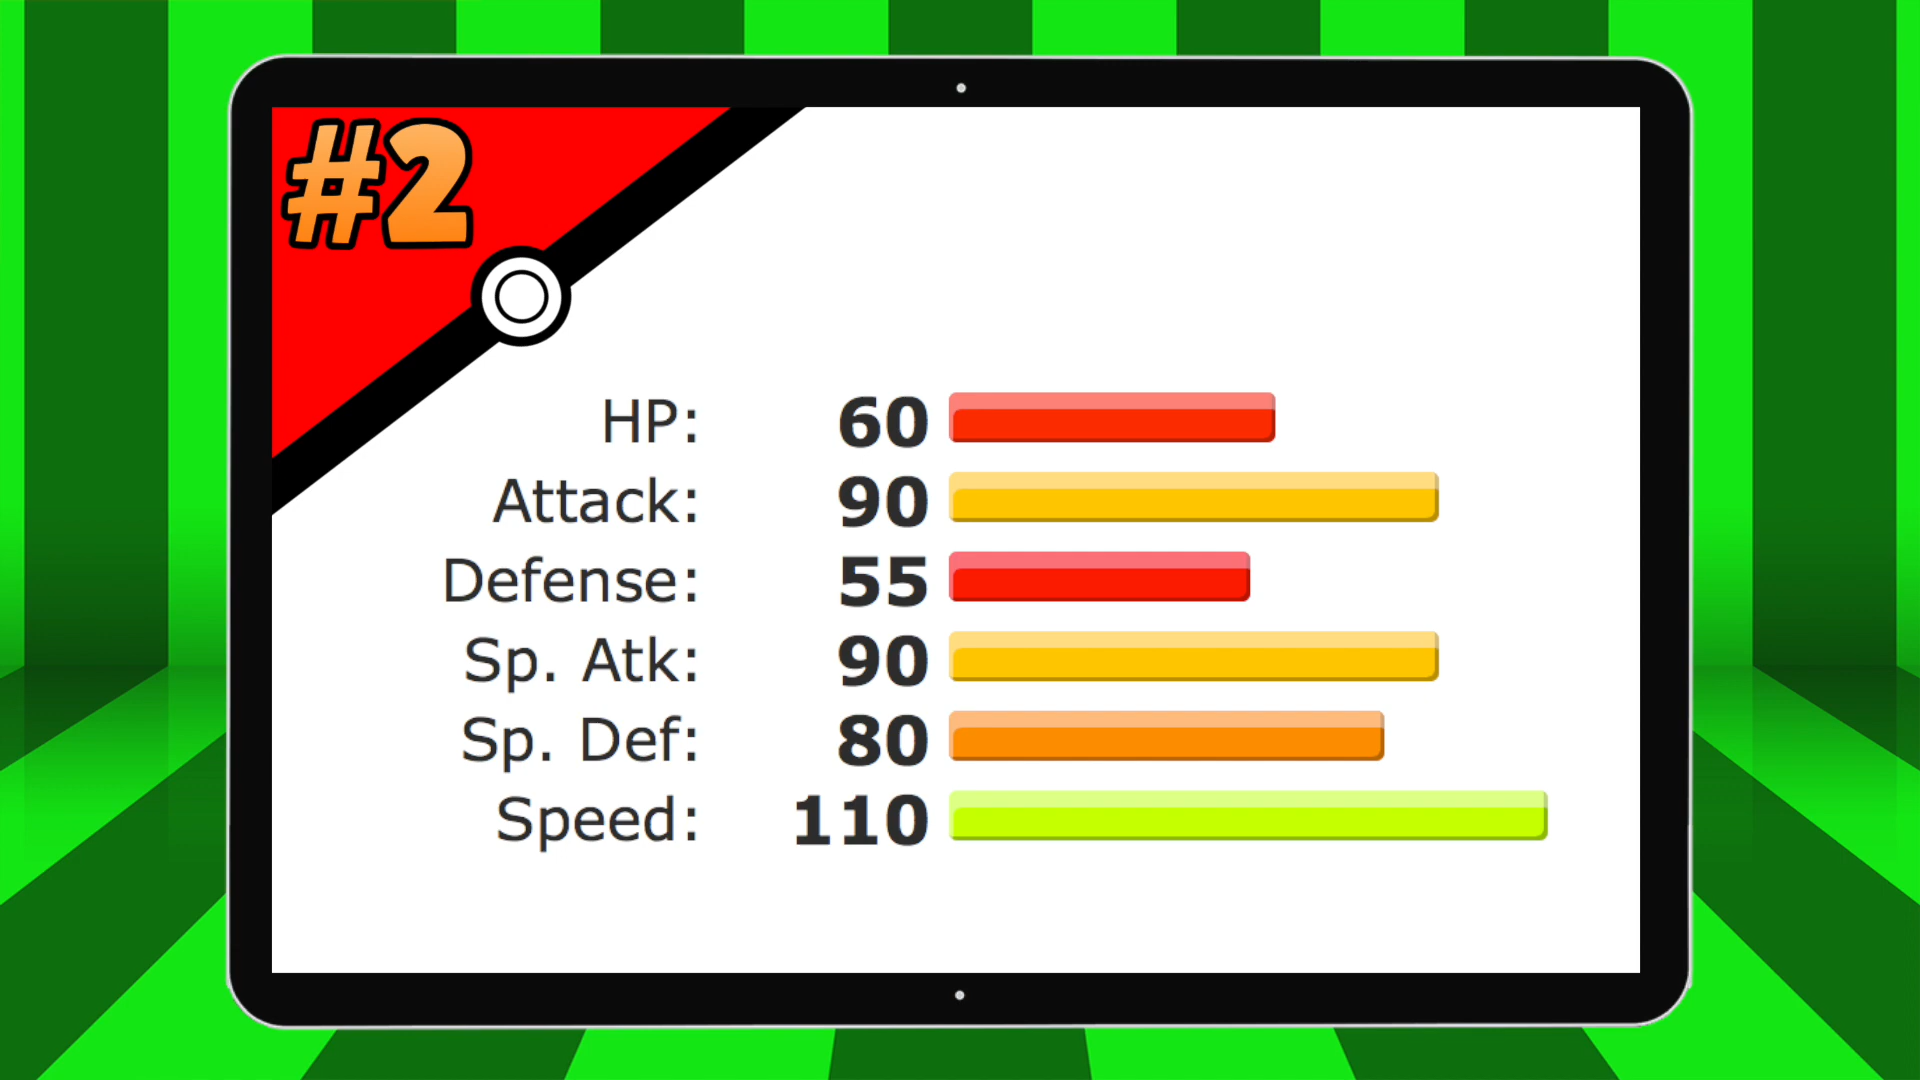 #2
HP: 60
Attack: 90
Defense: 55
Sp. Atk: 90
Sp. Def: 80
Speed: 110